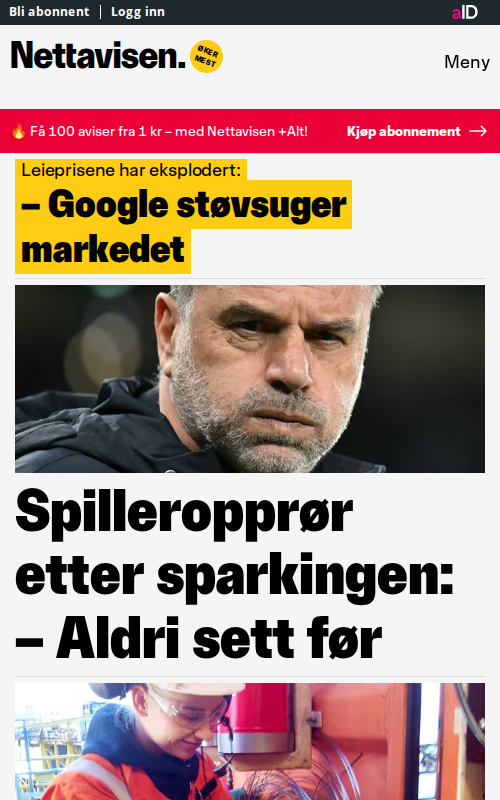 Bli abonnent | Logg inn
aID
Nettavisen.
ØKER
MEST
Meny
🔥 Få 100 aviser fra 1 kr – med Nettavisen +Alt!
Kjøp abonnement →
Leieprisene har eksplodert:
– Google støvsuger
markedet
Spilleropprør
etter sparkingen:
– Aldri sett før